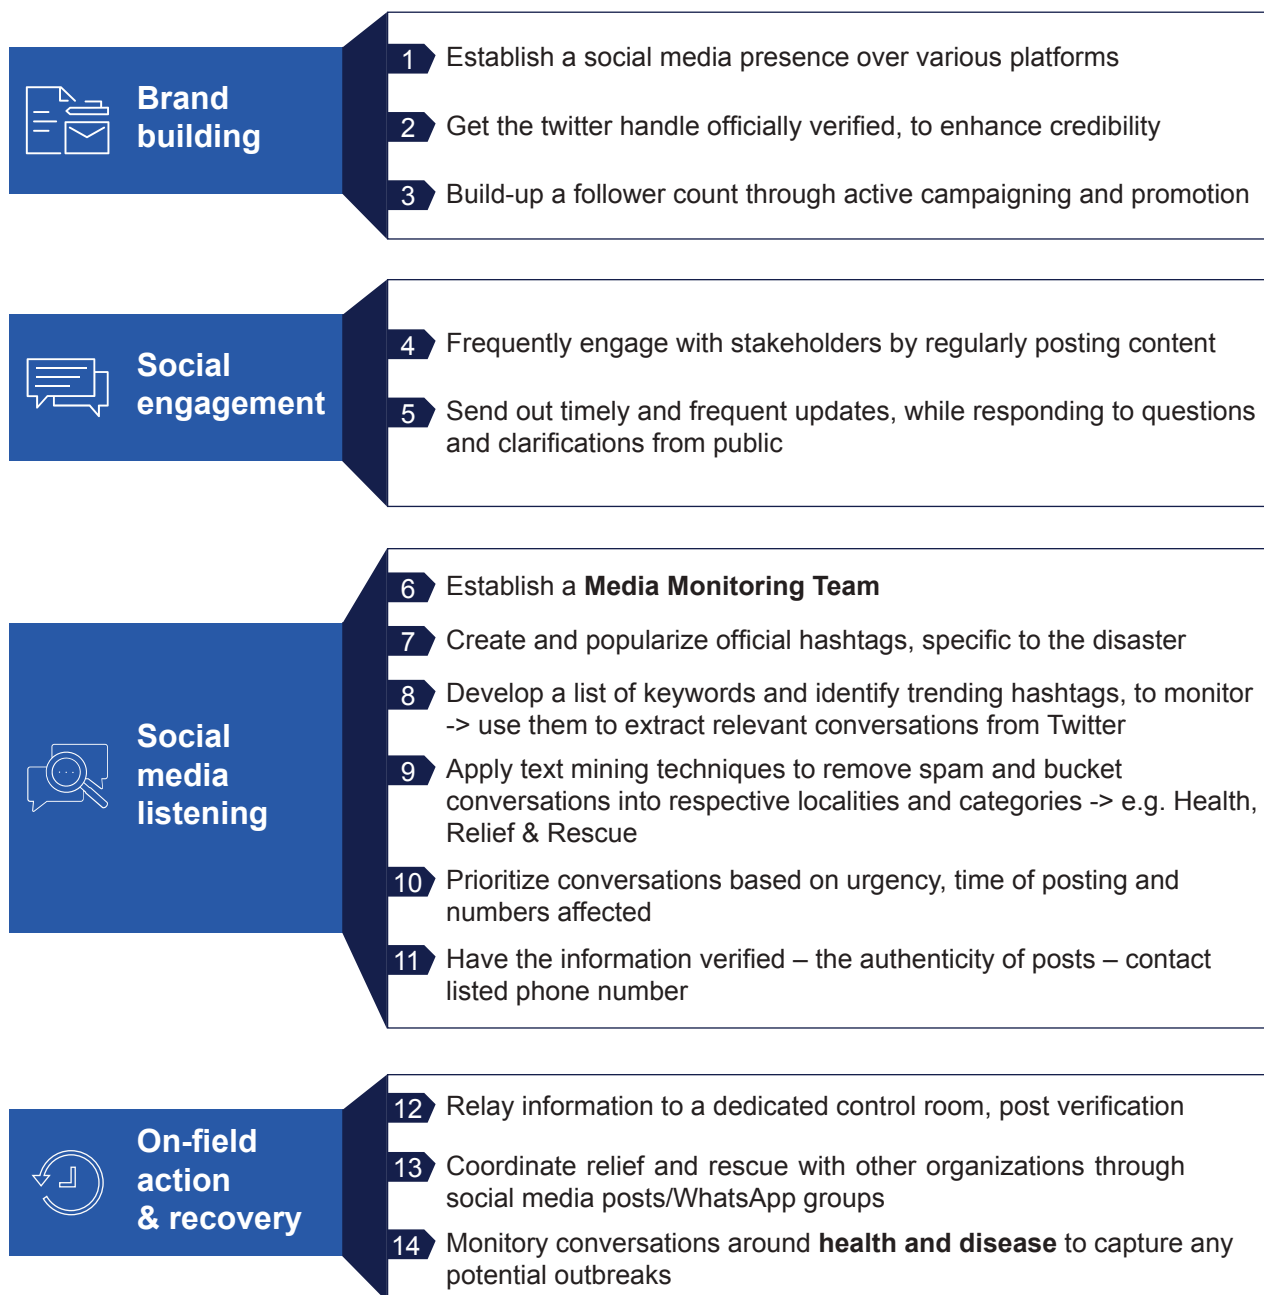 Brand
building
1 Establish a social media presence over various platforms
2 Get the twitter handle officially verified, to enhance credibility
3 Build-up a follower count through active campaigning and promotion
Social
engagement
4 Frequently engage with stakeholders by regularly posting content
5 Send out timely and frequent updates, while responding to questions
and clarifications from public
Social
media
listening
6 Establish a Media Monitoring Team
7 Create and popularize official hashtags, specific to the disaster
8 Develop a list of keywords and identify trending hashtags, to monitor
-> use them to extract relevant conversations from Twitter
9 Apply text mining techniques to remove spam and bucket
conversations into respective localities and categories -> e.g. Health,
Relief & Rescue
10 Prioritize conversations based on urgency, time of posting and
numbers affected
11 Have the information verified – the authenticity of posts – contact
listed phone number
On-field
action
& recovery
12 Relay information to a dedicated control room, post verification
13 Coordinate relief and rescue with other organizations through
social media posts/WhatsApp groups
14 Monitory conversations around health and disease to capture any
potential outbreaks